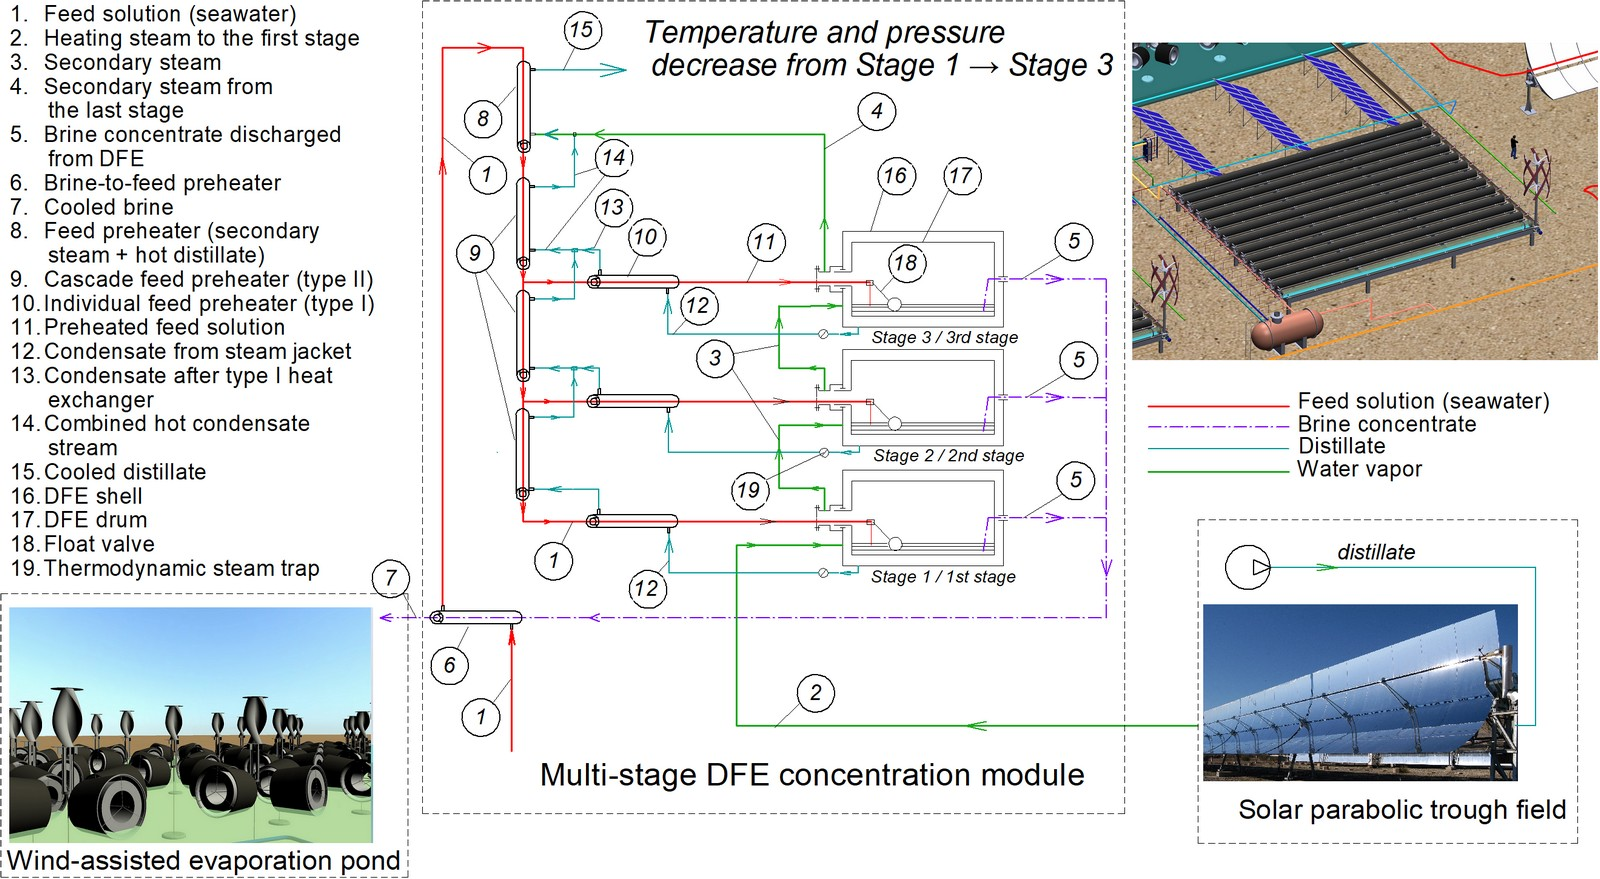 1. Feed solution (seawater)
2. Heating steam to the first stage
3. Secondary steam
4. Secondary steam from
the last stage
5. Brine concentrate discharged
from DFE
6. Brine-to-feed preheater
7. Cooled brine
8. Feed preheater (secondary
steam + hot distillate)
9. Cascade feed preheater (type II)
10. Individual feed preheater (type I)
11. Preheated feed solution
12. Condensate from steam jacket
13. Condensate after type I heat
exchanger
14. Combined hot condensate
stream
15. Cooled distillate
16. DFE shell
17. DFE drum
18. Float valve
19. Thermodynamic steam trap
Temperature and pressure
decrease from Stage 1 → Stage 3
15
8
4
1
14
16
17
13
10
11
9
18
5
12
Stage 3 / 3rd stage
3
5
Stage 2 / 2nd stage
19
5
1
12
Stage 1 / 1st stage
7
6
1
2
Multi-stage DFE concentration module
Wind-assisted evaporation pond
Feed solution (seawater)
Brine concentrate
Distillate
Water vapor
distillate
Solar parabolic trough field